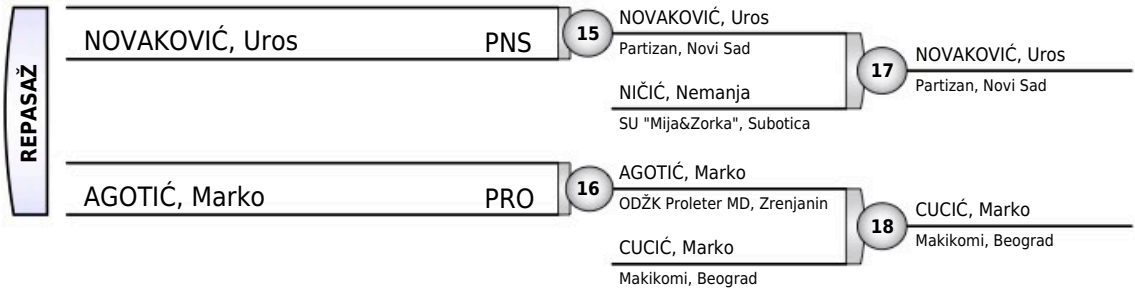 REPASAŽ
NOVAKOVIĆ, Uros PNS
15
NOVAKOVIĆ, Uros
Partizan, Novi Sad
NIČIĆ, Nemanja
SU "Mija&Zorka", Subotica
17
NOVAKOVIĆ, Uros
Partizan, Novi Sad
AGOTIĆ, Marko PRO
16
AGOTIĆ, Marko
ODŽK Proleter MD, Zrenjanin
CUCIĆ, Marko
Makikomi, Beograd
18
CUCIĆ, Marko
Makikomi, Beograd